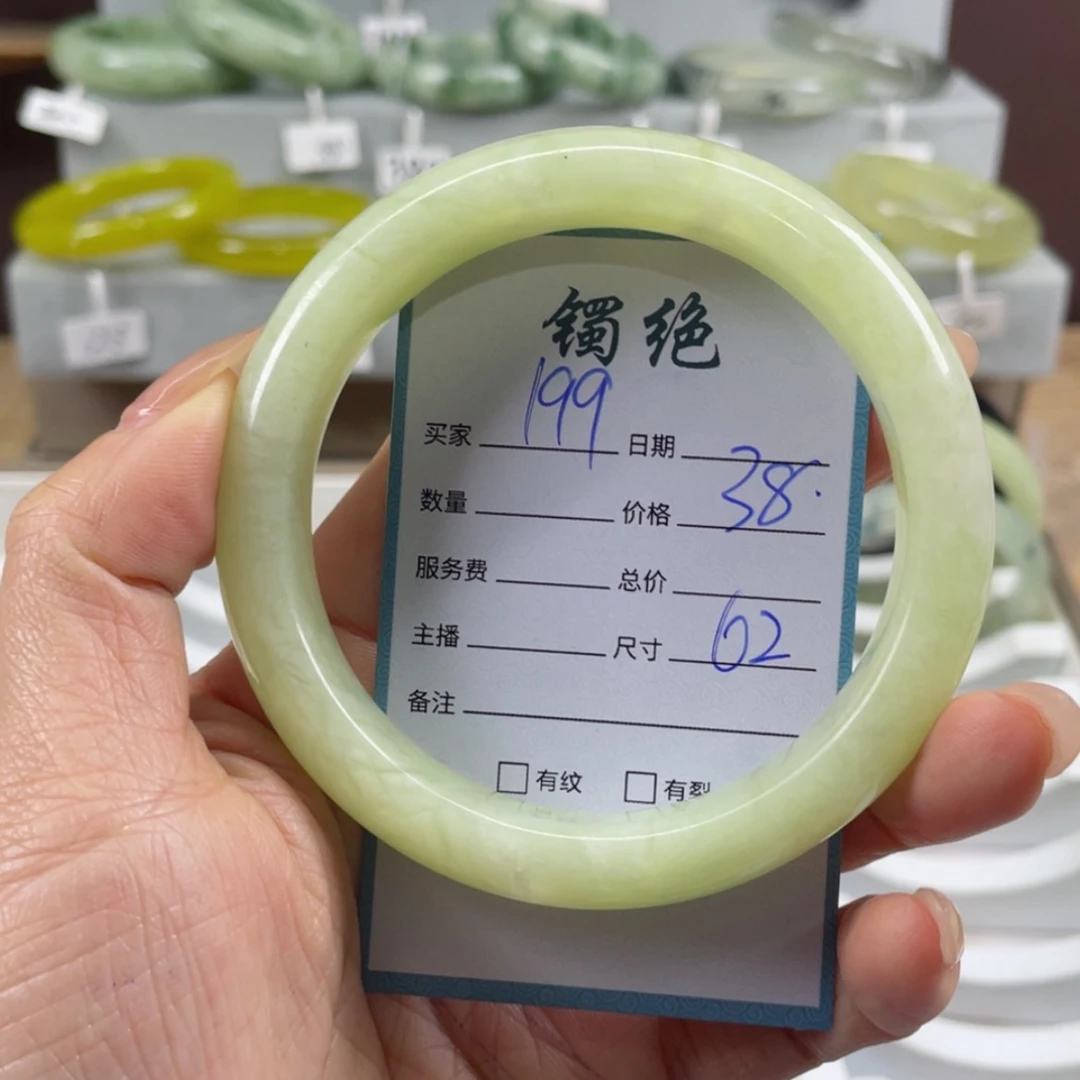 镯绝
199
买家 日期
数量 价格 38.
服务费 总价
主播 尺寸 62
备注
有纹 有裂